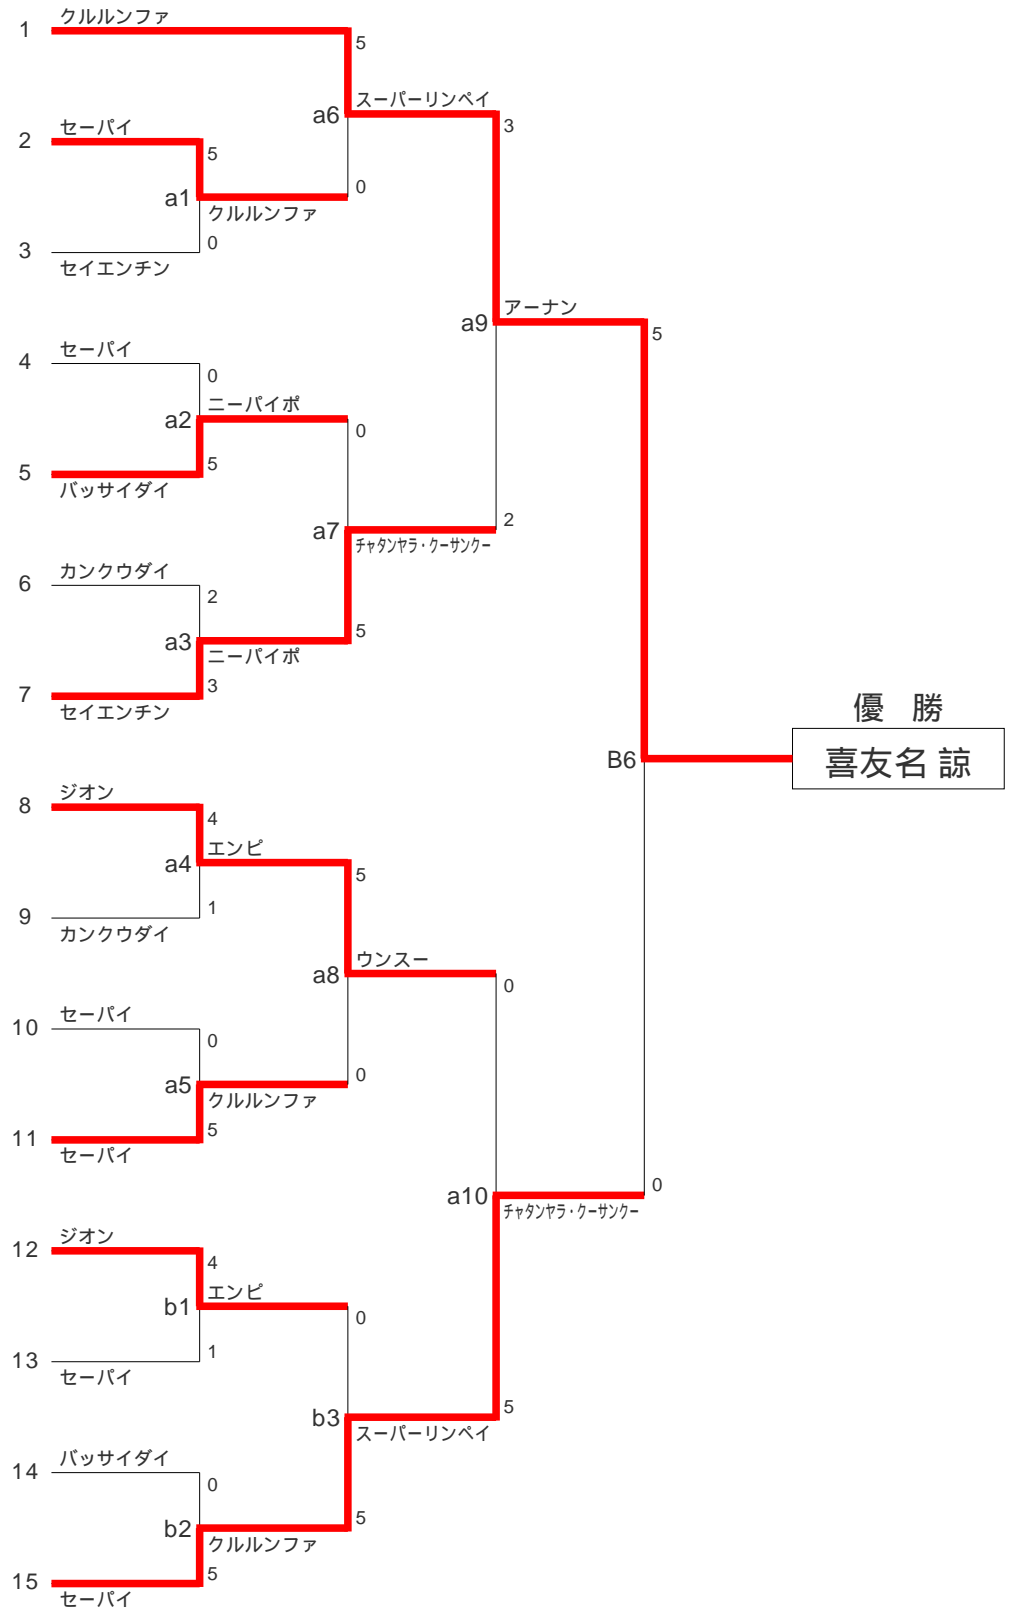 クルルンファ
1
5
スーパーリンペイ
a6
3
セーパイ
2
5
a1
0
クルルンファ
0
3
セイエンチン
アーナン
a9
5
セーパイ
4
0
ニーパイポ
a2
0
5
5
バッサイダイ
2
a7
チャタンヤラ・クーサンクー
カンクウダイ
6
2
5
a3
ニーパイポ
3
7
セイエンチン
優 勝
B6
喜友名 諒
ジオン
8
4
エンピ
a4
5
1
9
カンクウダイ
ウンスー
a8
0
セーパイ
10
0
0
a5
クルルンファ
5
11
セーパイ
0
a10
チャタンヤラ・クーサンクー
ジオン
12
4
エンピ
b1
0
1
13
セーパイ
5
b3
スーパーリンペイ
バッサイダイ
14
0
5
b2
クルルンファ
5
15
セーパイ